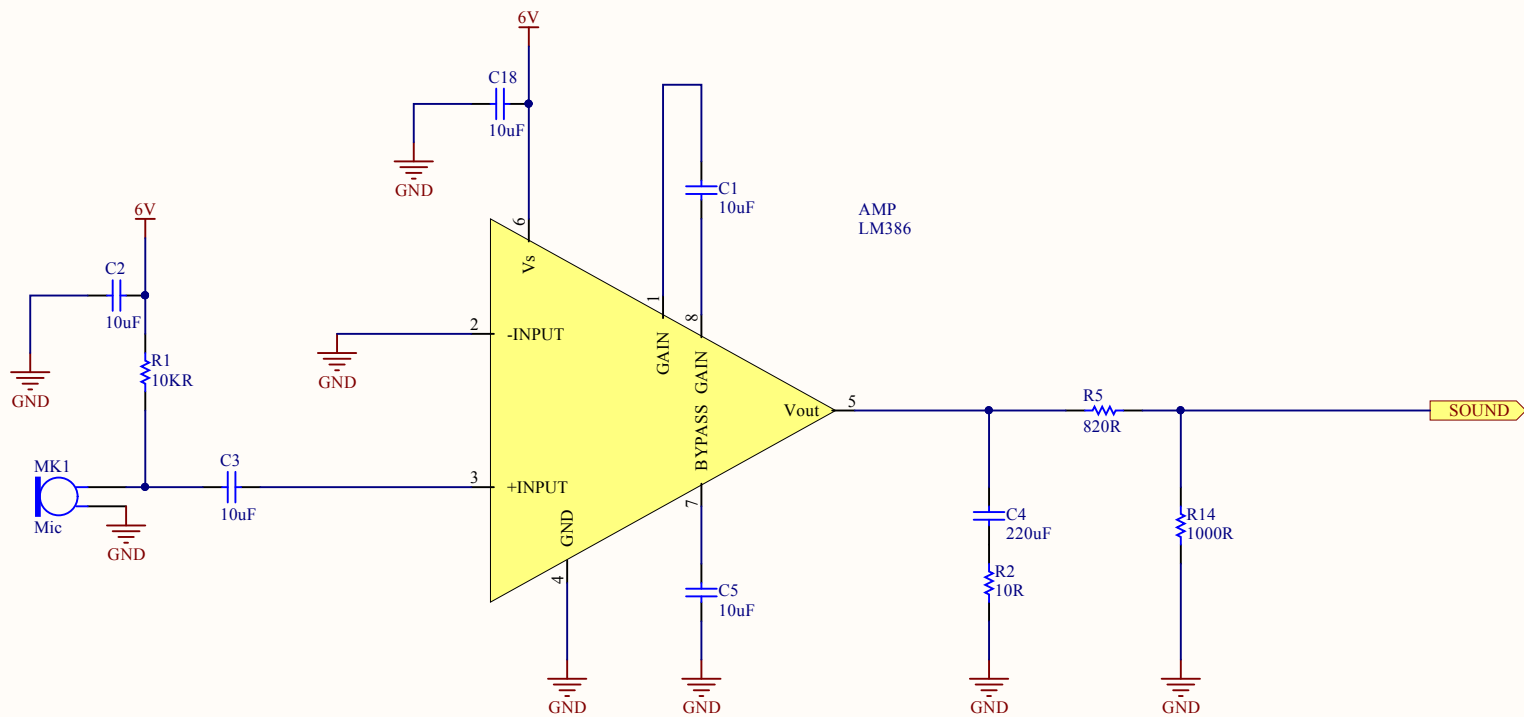 6V
C18
10uF
GND
C1
10uF
AMP
LM386
6V
C2
10uF
GND
R1
10KR
MK1
Mic
GND
C3
10uF
GND
6
Vs
2
-INPUT
3
+INPUT
1
GAIN
8
GAIN
BYPASS
7
GND
4
Vout
5
C5
10uF
GND
GND
R5
820R
C4
220uF
R2
10R
GND
R14
1000R
GND
SOUND